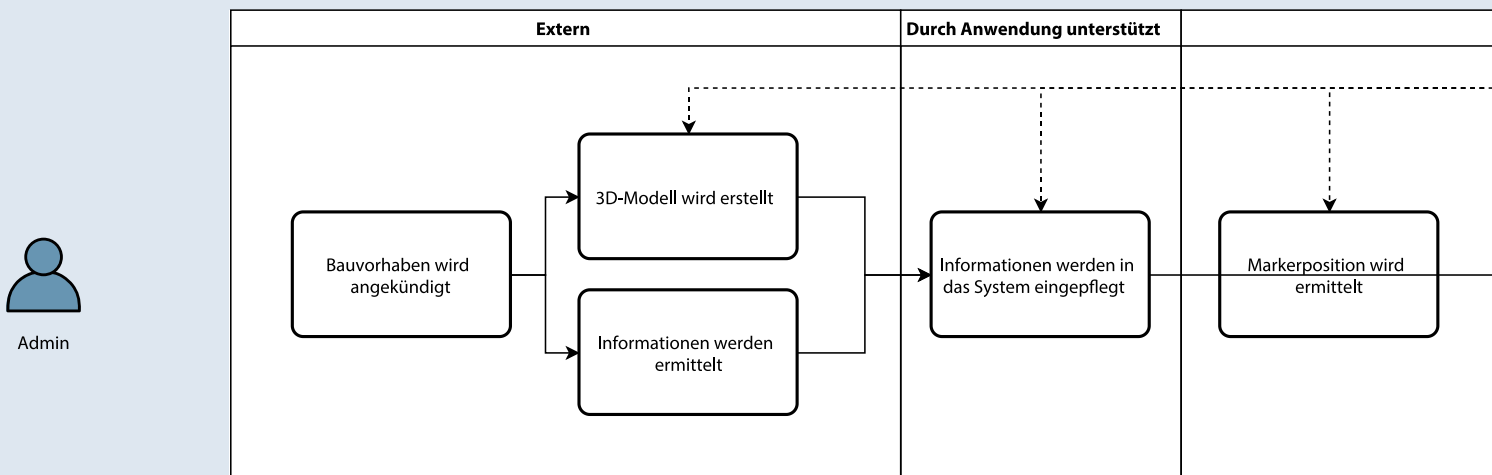 Extern
Durch Anwendung unterstützt
3D-Modell wird erstellt
Bauvorhaben wird
angekündigt
Informationen werden
ermittelt
Informationen werden in
das System eingepflegt
Markerposition wird
ermittelt
Admin